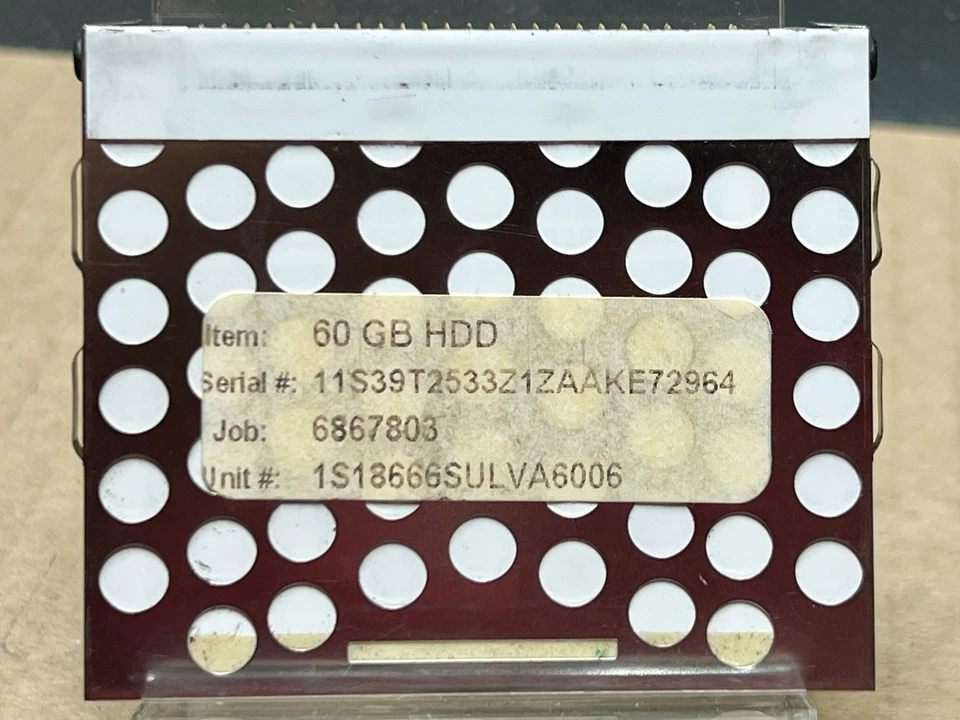 Item: 60 GB HDD
Serial #: 11S39T2533Z1ZAAKE72964
Job: 6867803
Unit #: 1S18666SULVA6006